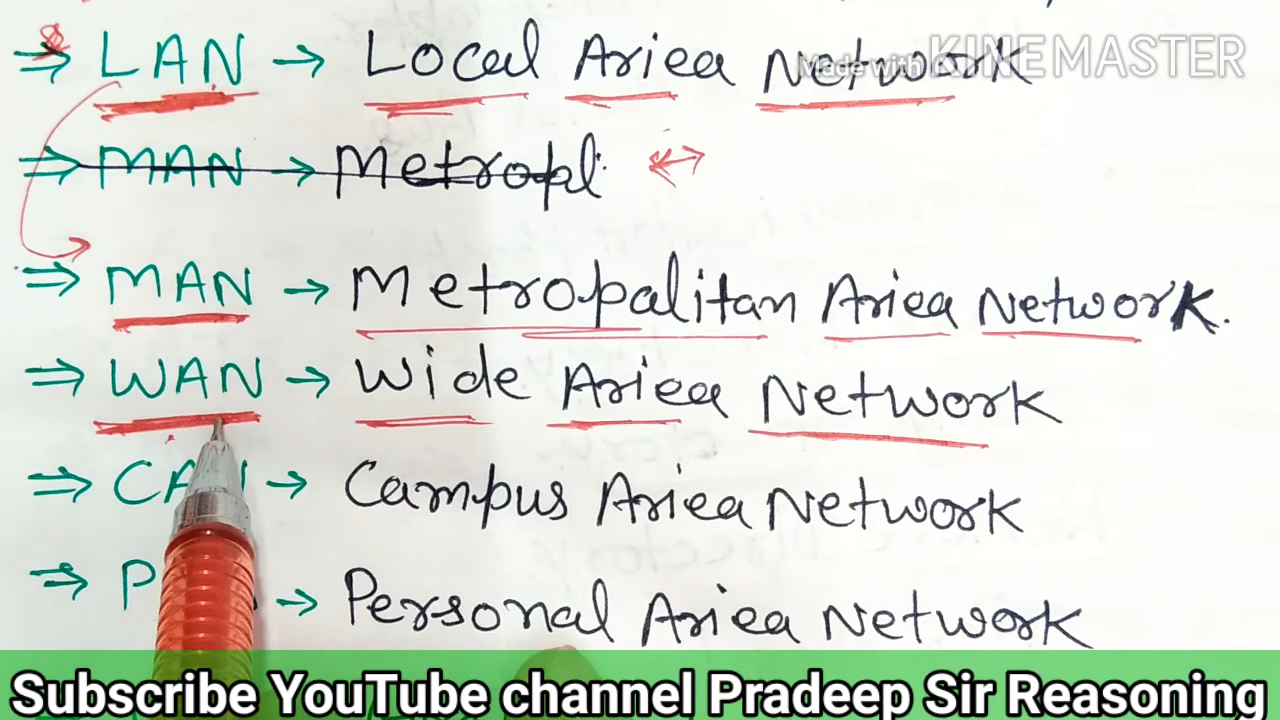 ⇒ LAN → Local Ariea Network
Made with KINEMASTER
⇒ MAN → Metropl
⇒ MAN → Metropalitan Ariea Network.
⇒ WAN → Wide Ariea Network
⇒ CAN → Campus Ariea Network
⇒ P → Personal Ariea Network
Subscribe YouTube channel Pradeep Sir Reasoning